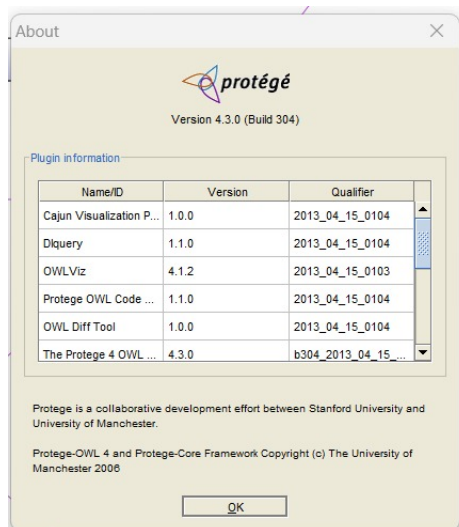 About
protégé
Version 4.3.0 (Build 304)
Plugin information
Name/ID Version Qualifier
Cajun Visualization P... 1.0.0 2013_04_15_0104
Dlquery 1.1.0 2013_04_15_0104
OWLViz 4.1.2 2013_04_15_0103
Protege OWL Code ... 1.1.0 2013_04_15_0104
OWL Diff Tool 1.0.0 2013_04_15_0104
The Protege 4 OWL ... 4.3.0 b304_2013_04_15_...
Protege is a collaborative development effort between Stanford University and
University of Manchester.
Protege-OWL 4 and Protege-Core Framework Copyright (c) The University of
Manchester 2006
OK